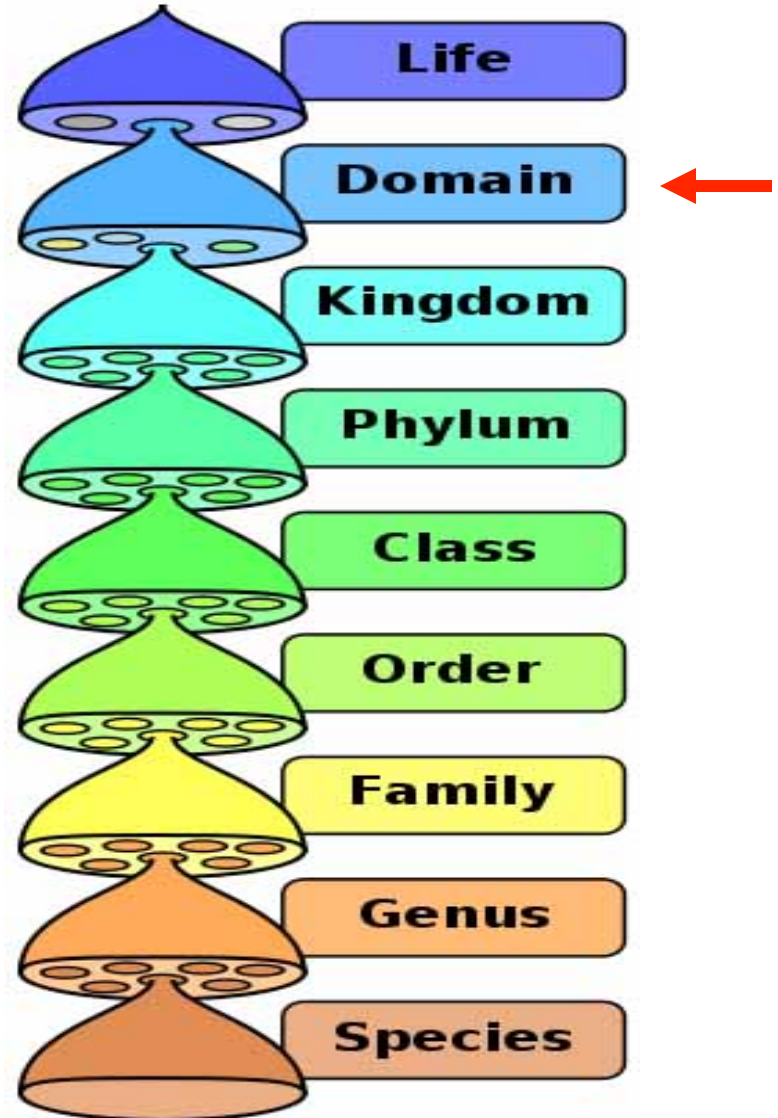 Life
Domain
Kingdom
Phylum
Class
Order
Family
Genus
Species